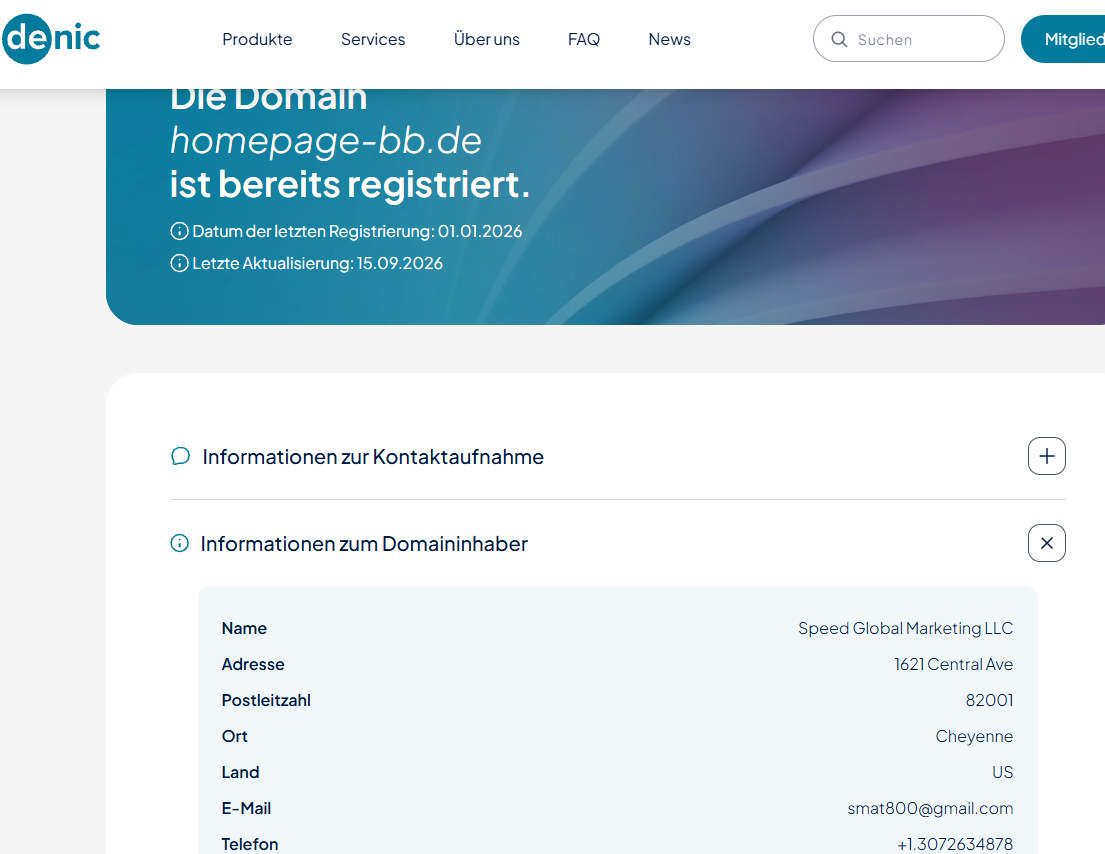 denic
Produkte Services Über uns FAQ News Suchen Mitglied
Die Domain
homepage-bb.de
ist bereits registriert.
Datum der letzten Registrierung: 01.01.2026
Letzte Aktualisierung: 15.09.2026
Informationen zur Kontaktaufnahme
Informationen zum Domaininhaber
Name Speed Global Marketing LLC
Adresse 1621 Central Ave
Postleitzahl 82001
Ort Cheyenne
Land US
E-Mail smat800@gmail.com
Telefon +1.3072634878